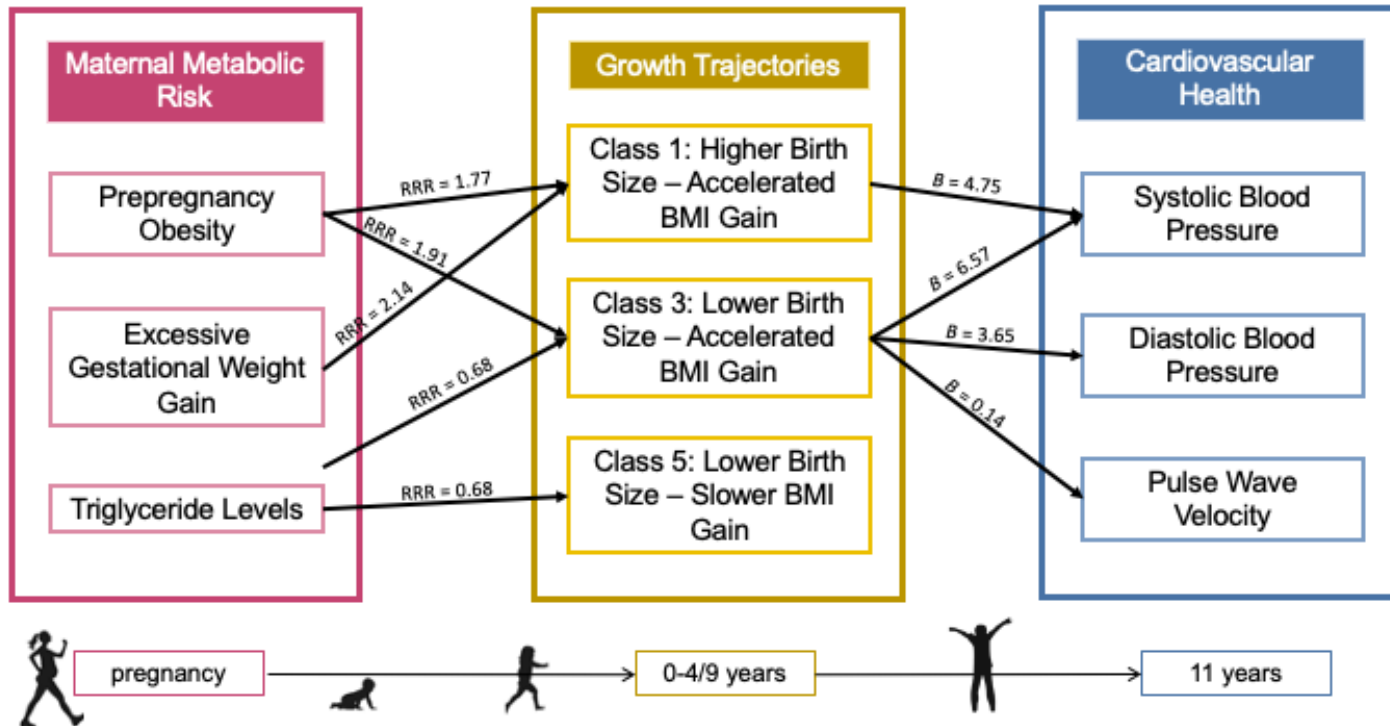 Maternal Metabolic
Risk
Prepregnancy
Obesity
Excessive
Gestational Weight
Gain
Triglyceride Levels
RRR = 1.77
RRR = 1.91
RRR = 2.14
RRR = 0.68
RRR = 0.68
Growth Trajectories
Class 1: Higher Birth
Size – Accelerated
BMI Gain
Class 3: Lower Birth
Size – Accelerated
BMI Gain
Class 5: Lower Birth
Size – Slower BMI
Gain
B = 4.75
B = 6.57
B = 3.65
B = 0.14
Cardiovascular
Health
Systolic Blood
Pressure
Diastolic Blood
Pressure
Pulse Wave
Velocity
pregnancy
0-4/9 years
11 years